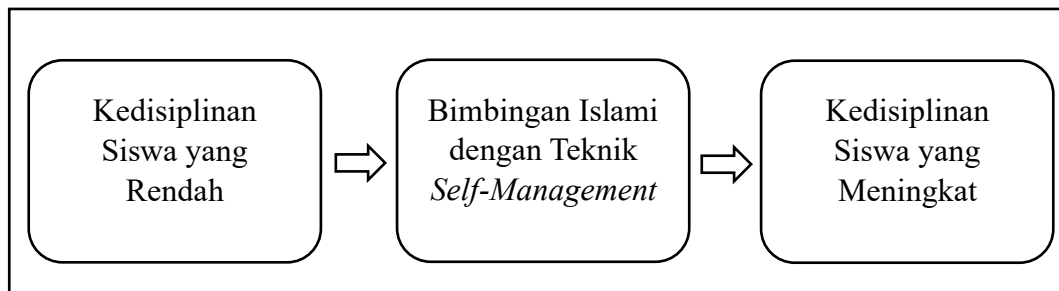 Kedisiplinan
Siswa yang
Rendah
Bimbingan Islami
dengan Teknik
Self-Management
Kedisiplinan
Siswa yang
Meningkat